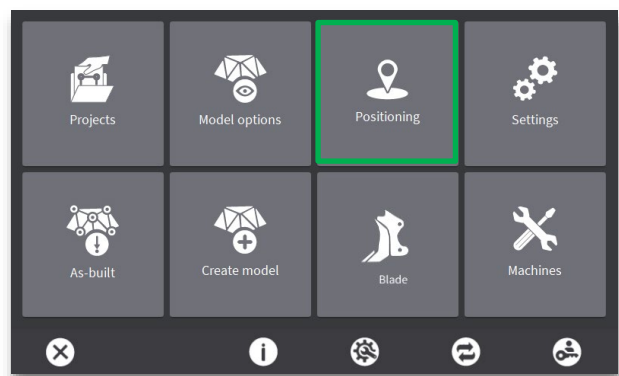 Projects
Model options
Positioning
Settings
As-built
Create model
Blade
Machines